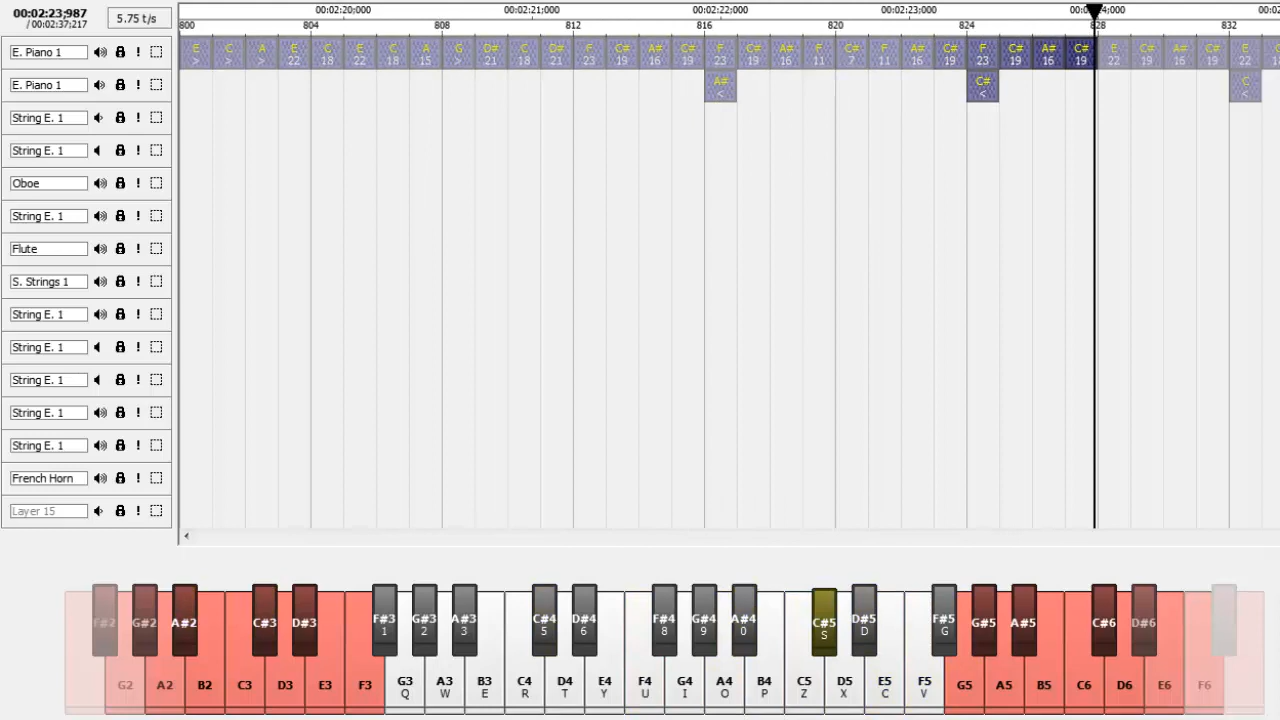 00:02:23;987
/ 00:02:37;217
5.75 t/s
00:02:20;000 00:02:21;000 00:02:22;000 00:02:23;000
800 804 808 812 816 820 824 828 832
E. Piano 1
E C A E C E C A G D# A D# F C# A# C# F C# A# F C# F A# C# F C# A# C# E C# A# C# E
> > > 22 18 22 18 15 > 21 21 23 19 16 19 23 19 16 11 7 11 16 19 23 19 16 19 22 19 16 19 22
E. Piano 1
A# C# C
< < <
String E. 1
String E. 1
Oboe
String E. 1
Flute
S. Strings 1
String E. 1
String E. 1
String E. 1
String E. 1
String E. 1
French Horn
Layer 15
F#2 G#2 A#2 C#3 D#3 F#3 G#3 A#3 C#4 D#4 F#4 G#4 A#4 C#5 D#5 F#5 G#5 A#5 C#6 D#6
1 2 3 5 6 8 9 0 S D G
G2 A2 B2 C3 D3 E3 F3 G3 A3 B3 C4 D4 E4 F4 G4 A4 B4 C5 D5 E5 F5 G5 A5 B5 C6 D6 E6 F6
Q W E R T Y U I O P Z X C V